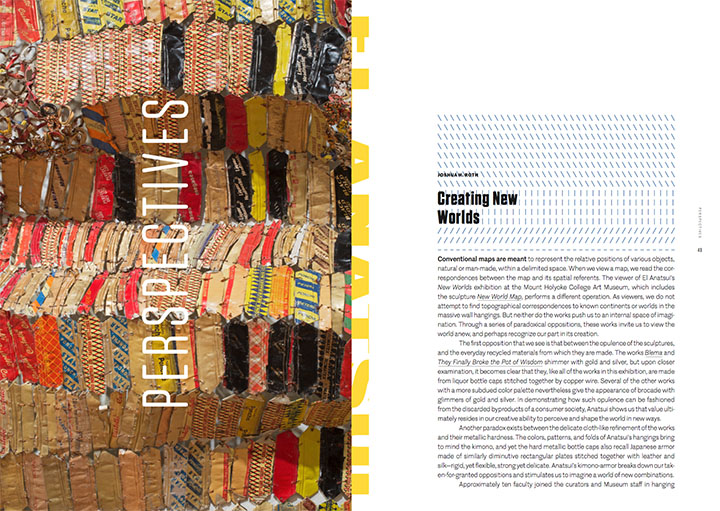 PERSPECTIVES
JOSHUA H. ROTH
Creating New
Worlds
Conventional maps are meant to represent the relative positions of various objects,
natural or man-made, within a delimited space. When we view a map, we read the cor-
respondences between the map and its spatial referents. The viewer of El Anatsui's
New Worlds exhibition at the Mount Holyoke College Art Museum, which includes
the sculpture New World Map, performs a different operation. As viewers, we do not
attempt to find topographical correspondences to known continents or worlds in the
massive wall hangings. But neither do the works push us to an internal space of imagi-
nation. Through a series of paradoxical oppositions, these works invite us to view the
world anew, and perhaps recognize our part in its creation.
The first opposition that we see is that between the opulence of the sculptures,
and the everyday recycled materials from which they are made. The works Blema and
They Finally Broke the Pot of Wisdom shimmer with gold and silver, but upon closer
examination, it becomes clear that they, like all of the works in this exhibition, are made
from liquor bottle caps stitched together by copper wire. Several of the other works
with a more subdued color palette nevertheless give the appearance of brocade with
glimmers of gold and silver. In demonstrating how such opulence can be fashioned
from the discarded byproducts of a consumer society, Anatsui shows us that value ulti-
mately resides in our creative ability to perceive and shape the world in new ways.
Another paradox exists between the delicate cloth-like refinement of the works
and their metallic hardness. The colors, patterns, and folds of Anatsui's hangings bring
to mind the kimono, and yet the hard metallic bottle caps also recall Japanese armor
made of similarly diminutive rectangular plates stitched together with leather and
silk—rigid, yet flexible, strong yet delicate. Anatsui's kimono-armor breaks down our tak-
en-for-granted oppositions and stimulates us to imagine a world of new combinations.
Approximately ten faculty joined the curators and Museum staff in hanging
PERSPECTIVES